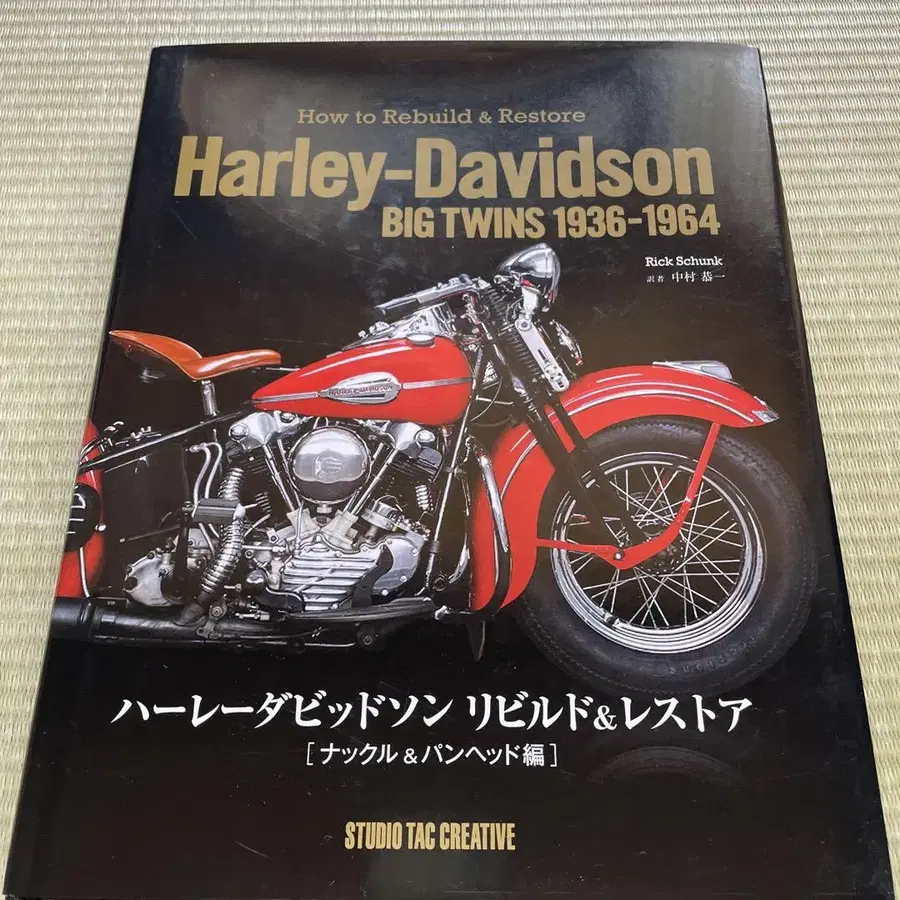 How to Rebuild & Restore
Harley-Davidson
BIG TWINS 1936-1964
Rick Schunk
訳者 中村 恭一
HARLEY-DAVIDSON
ハーレーダビッドソン リビルド&レストア
[ナックル&パンヘッド編]
STUDIO TAC CREATIVE